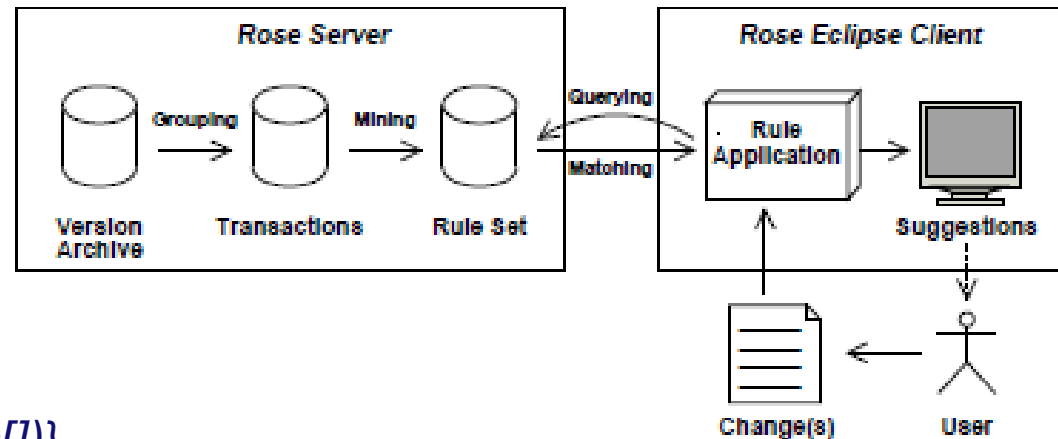 Rose Server
Rose Eclipse Client
Grouping
Mining
Querying
Matching
Rule
Application
Version
Archive
Transactions
Rule Set
Suggestions
Change(s)
User